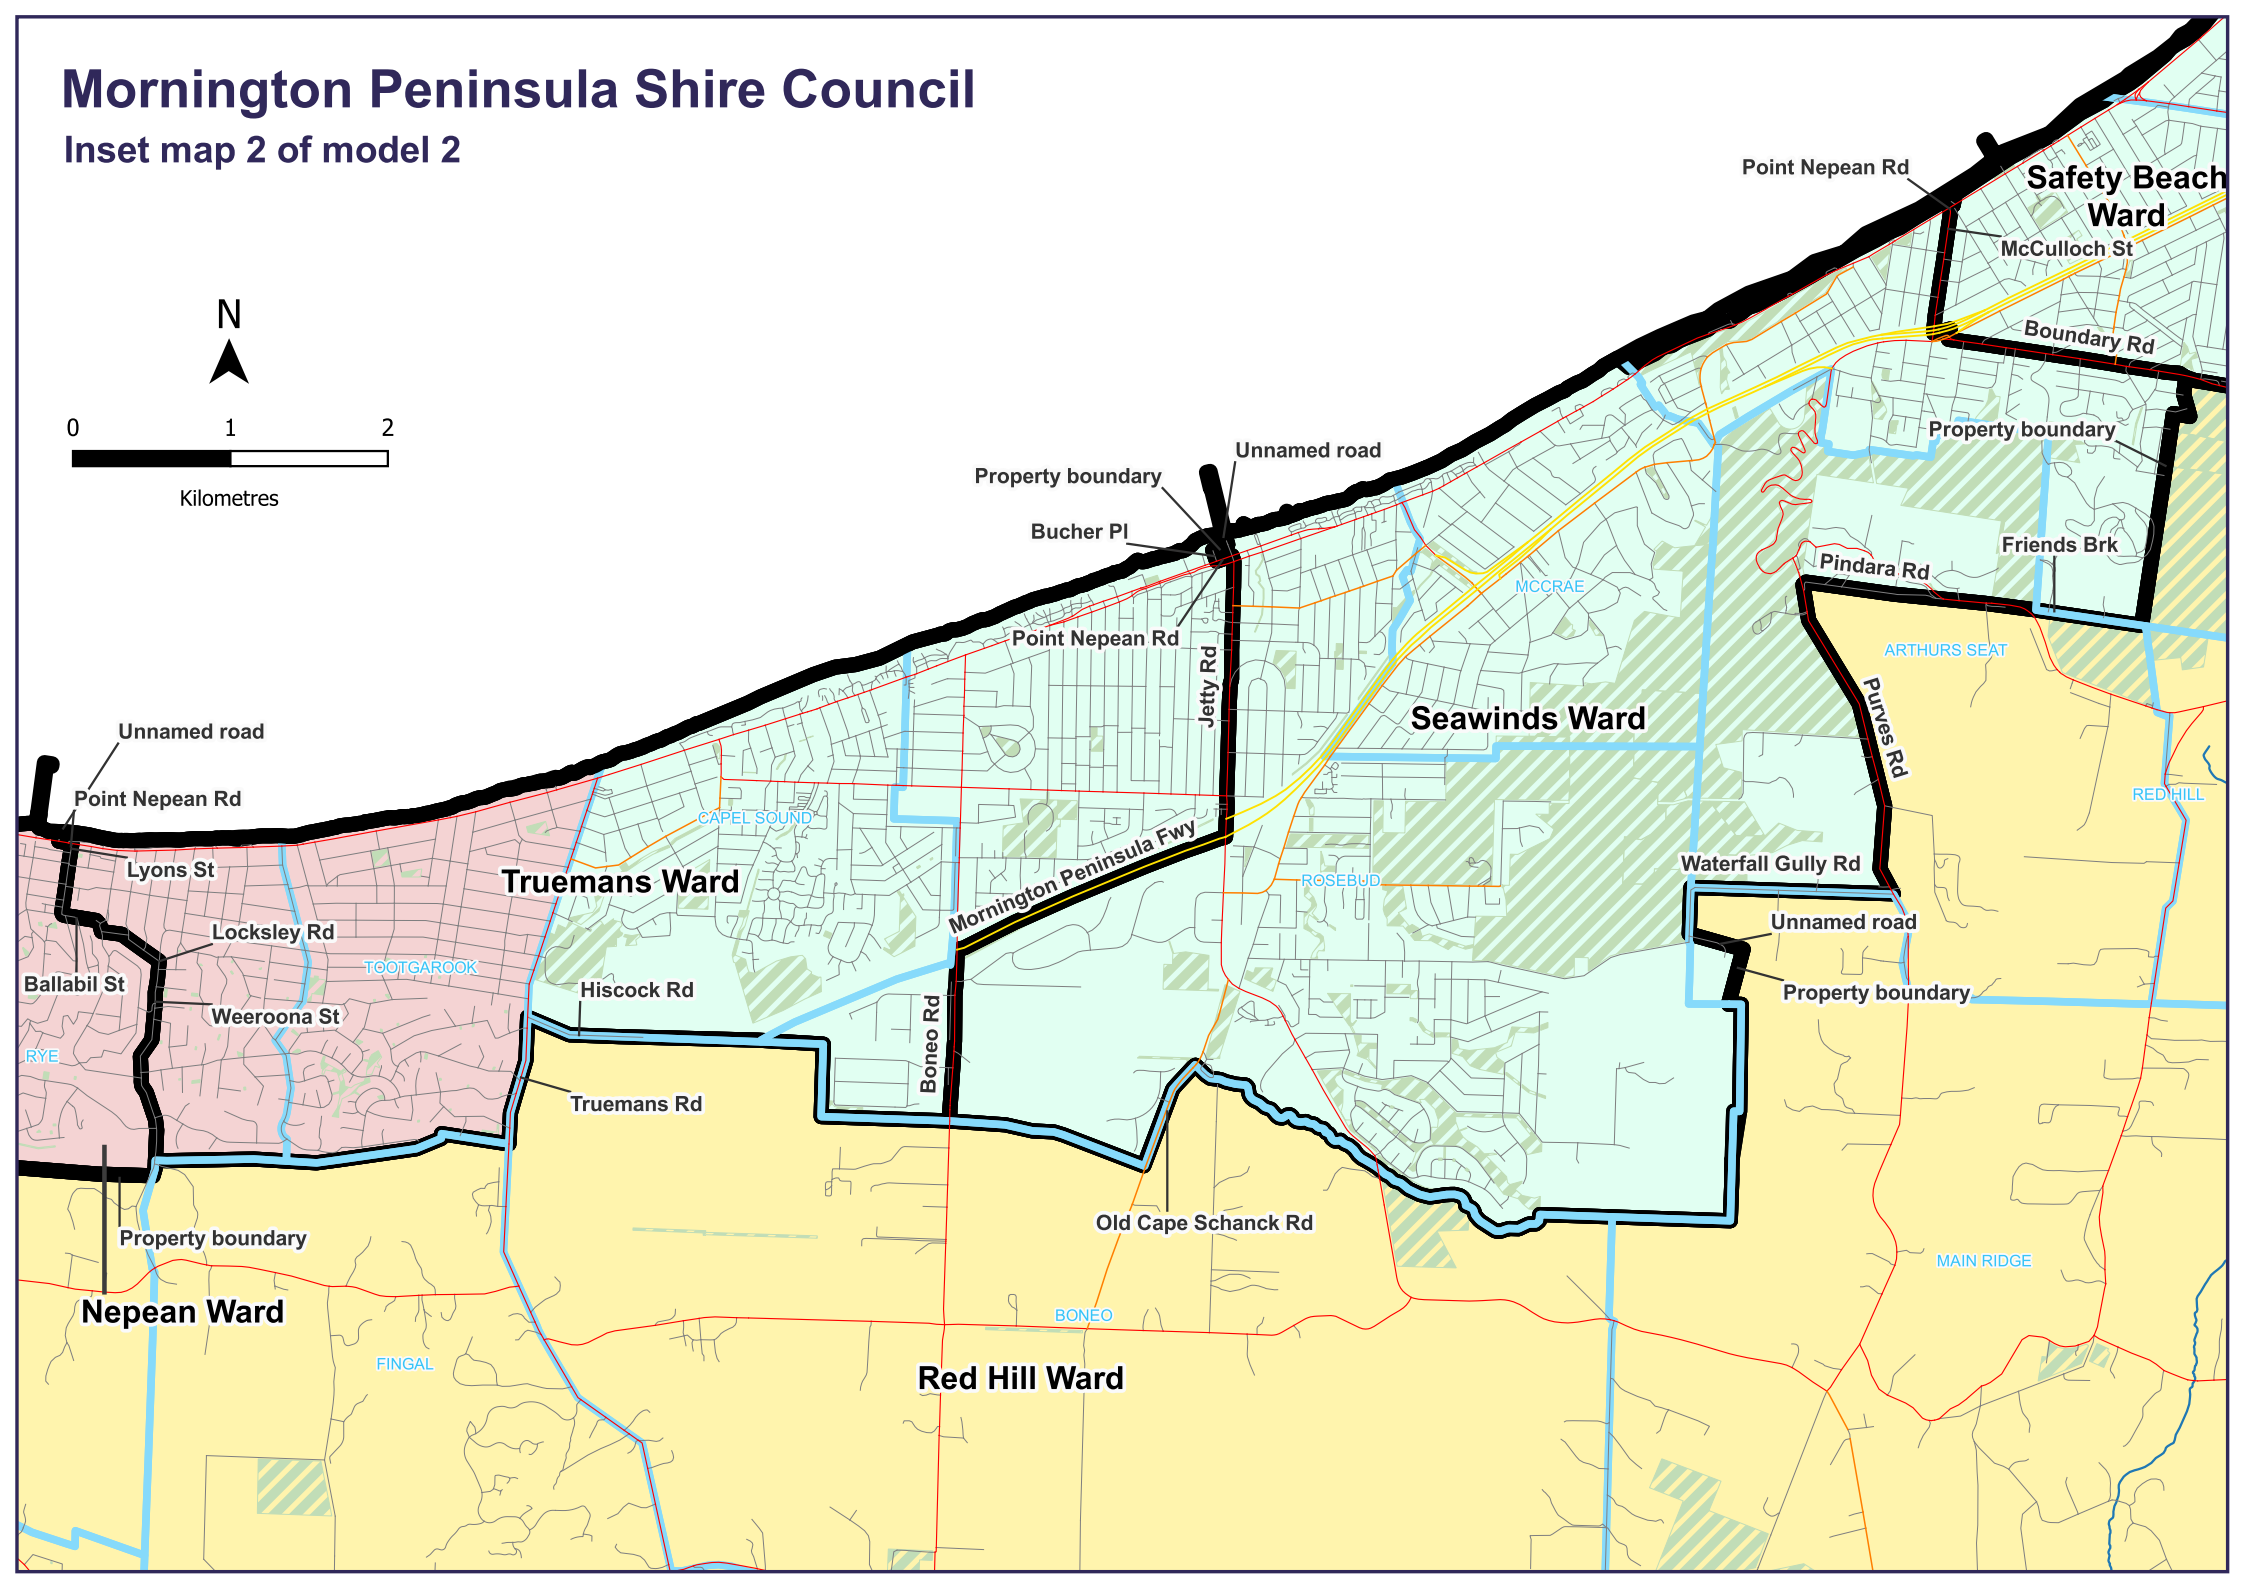 Mornington Peninsula Shire Council
Inset map 2 of model 2
N
0 1 2
Kilometres
Point Nepean Rd
Safety Beach
Ward
McCulloch St
Boundary Rd
Property boundary
Unnamed road
Property boundary
Bucher Pl
Point Nepean Rd
Jetty Rd
MCCRAE
Friends Brk
Pindara Rd
ARTHURS SEAT
Purves Rd
Seawinds Ward
RED HILL
Unnamed road
Point Nepean Rd
Lyons St
CAPEL SOUND
Truemans Ward
Mornington Peninsula Fwy
ROSEBUD
Waterfall Gully Rd
Unnamed road
Property boundary
Locksley Rd
TOOTGAROOK
Ballabil St
Weeroona St
Hiscock Rd
Boneo Rd
RYE
Truemans Rd
Property boundary
Old Cape Schanck Rd
Nepean Ward
BONEO
MAIN RIDGE
FINGAL
Red Hill Ward